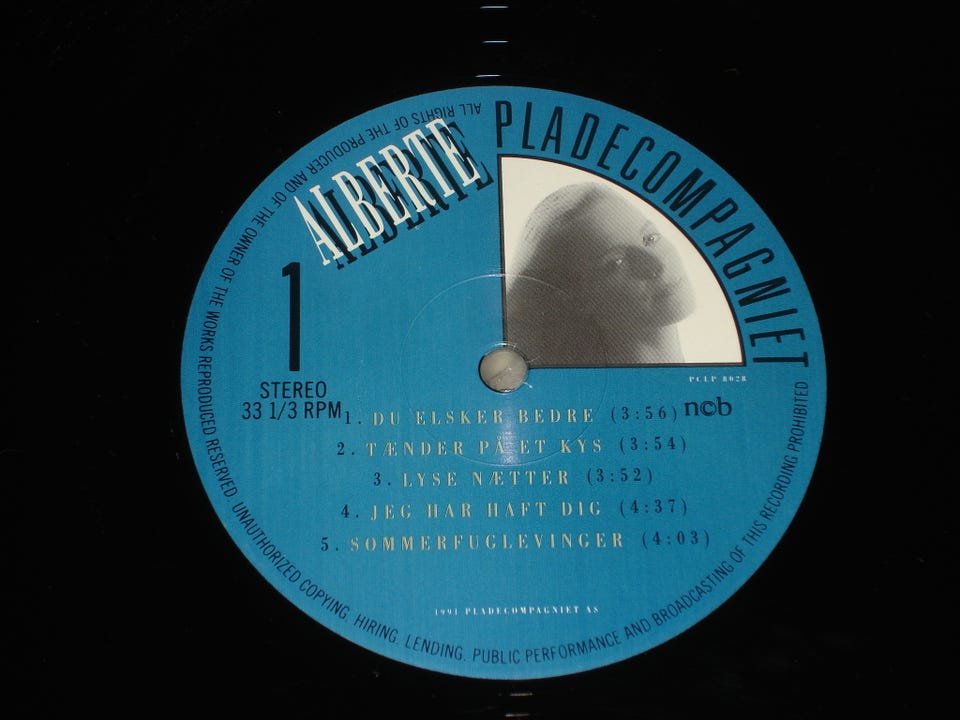 ALBERTE
PLADECOMPAGNIET
1
STEREO
33 1/3 RPM
PCLP 8028
ncb
1. DU ELSKER BEDRE (3:56)
2. TÆNDER PÅ ET KYS (3:54)
3. LYSE NÆTTER (3:52)
4. JEG HAR HAFT DIG (4:37)
5. SOMMERFUGLEVINGER (4:03)
1991 PLADECOMPAGNIET AS
ALL RIGHTS OF THE PRODUCER AND OF THE OWNER OF THE WORKS REPRODUCED RESERVED. UNAUTHORIZED COPYING, HIRING, LENDING, PUBLIC PERFORMANCE AND BROADCASTING OF THIS RECORDING PROHIBITED